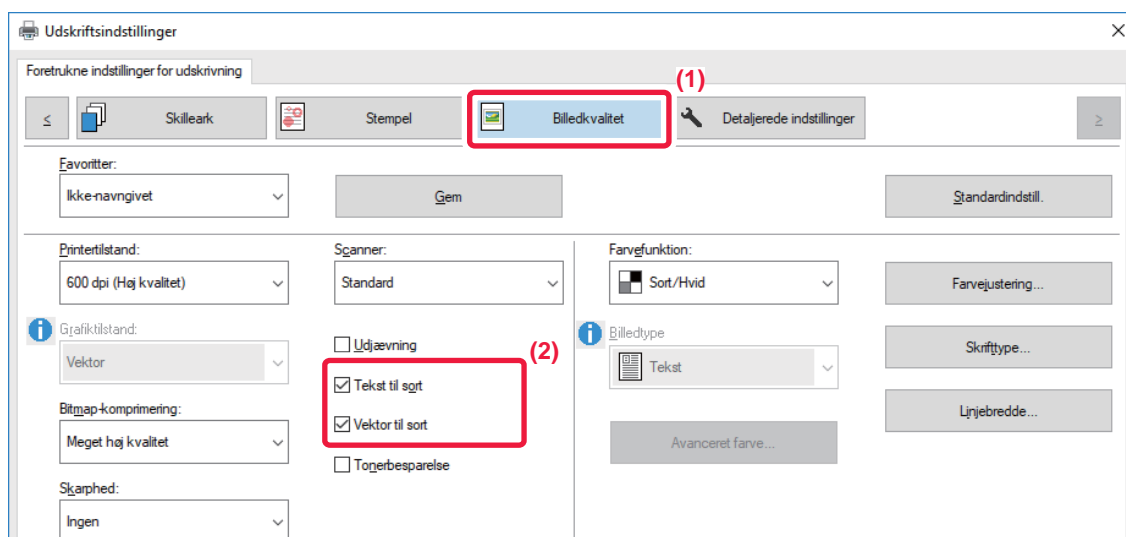 Udskriftsindstillinger
Foretrukne indstillinger for udskrivning
(1)
< Skilleark Stempel Billedkvalitet Detaljerede indstillinger >
Favoritter:
Ikke-navngivet Gem Standardindstill.
Printertilstand: Scanner: Farvefunktion:
600 dpi (Høj kvalitet) Standard Sort/Hvid Farvejustering...
Grafiktilstand: Udjævning (2) Billedtype
Vektor Tekst til sort Tekst Skrifttype...
Bitmap-komprimering: Vektor til sort Linjebredde...
Meget høj kvalitet Tonerbesparelse Avanceret farve...
Skarphed:
Ingen